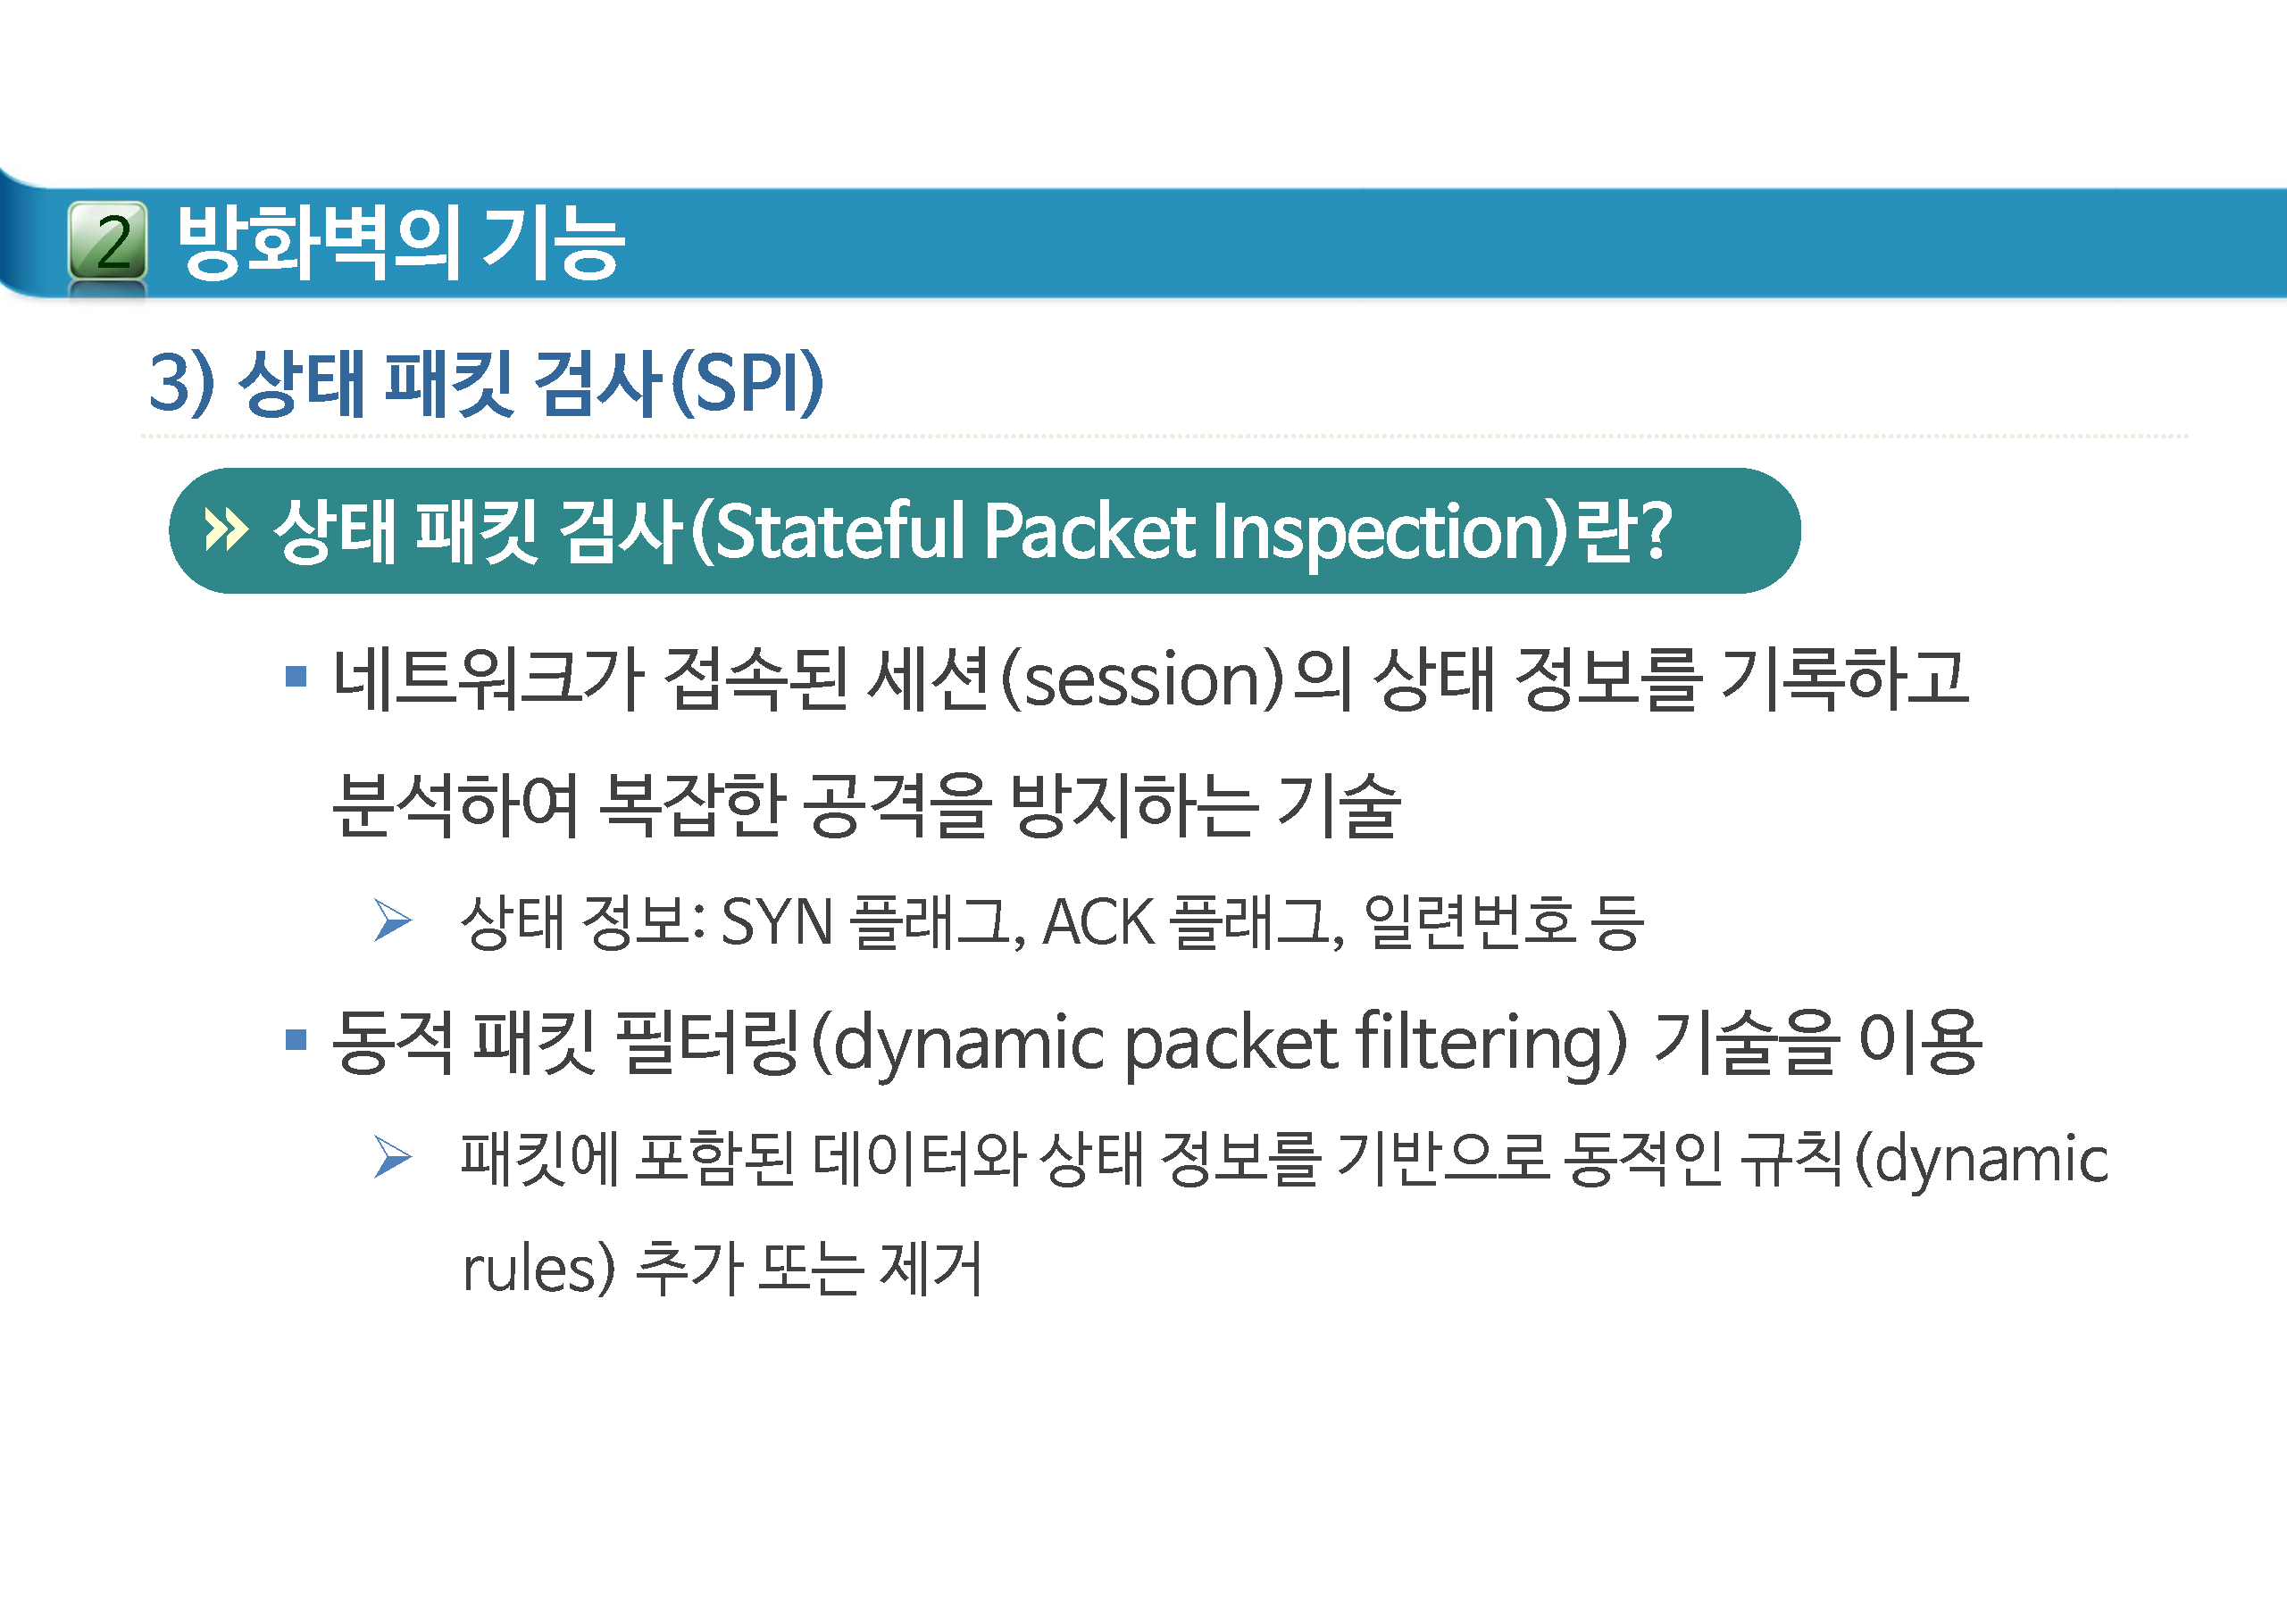 2 방화벽의 기능
3) 상태 패킷 검사(SPI)
» 상태 패킷 검사(Stateful Packet Inspection)란?
▪ 네트워크가 접속된 세션(session)의 상태 정보를 기록하고
분석하여 복잡한 공격을 방지하는 기술
➢ 상태 정보: SYN 플래그, ACK 플래그, 일련번호 등
▪ 동적 패킷 필터링(dynamic packet filtering) 기술을 이용
➢ 패킷에 포함된 데이터와 상태 정보를 기반으로 동적인 규칙(dynamic
rules) 추가 또는 제거